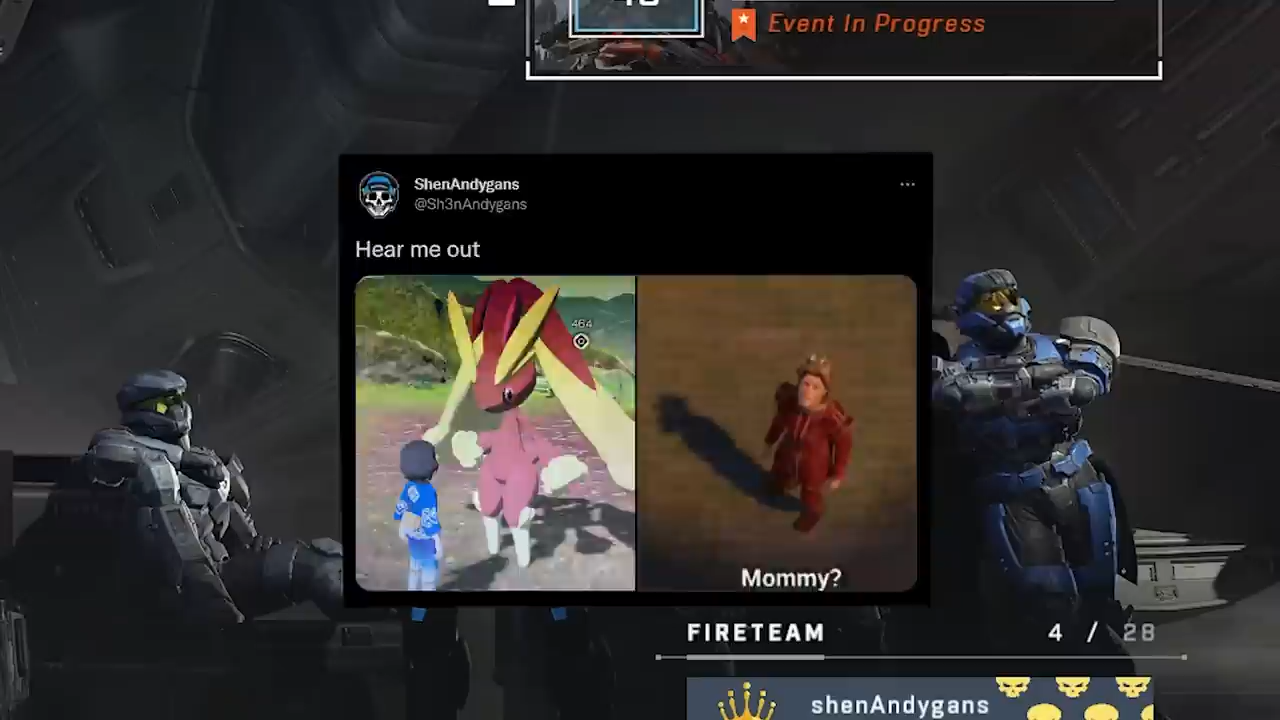 Event In Progress
ShenAndygans
@Sh3nAndygans
Hear me out
464
Mommy?
FIRETEAM
4 / 28
shenAndygans